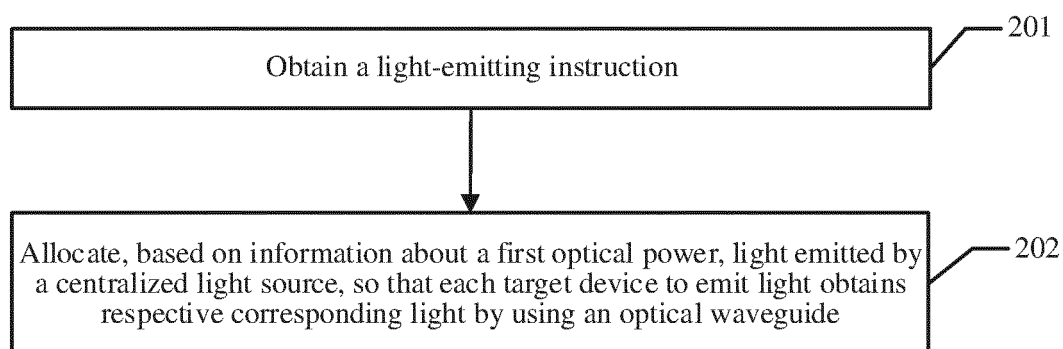 201
Obtain a light-emitting instruction
202
Allocate, based on information about a first optical power, light emitted by
a centralized light source, so that each target device to emit light obtains
respective corresponding light by using an optical waveguide